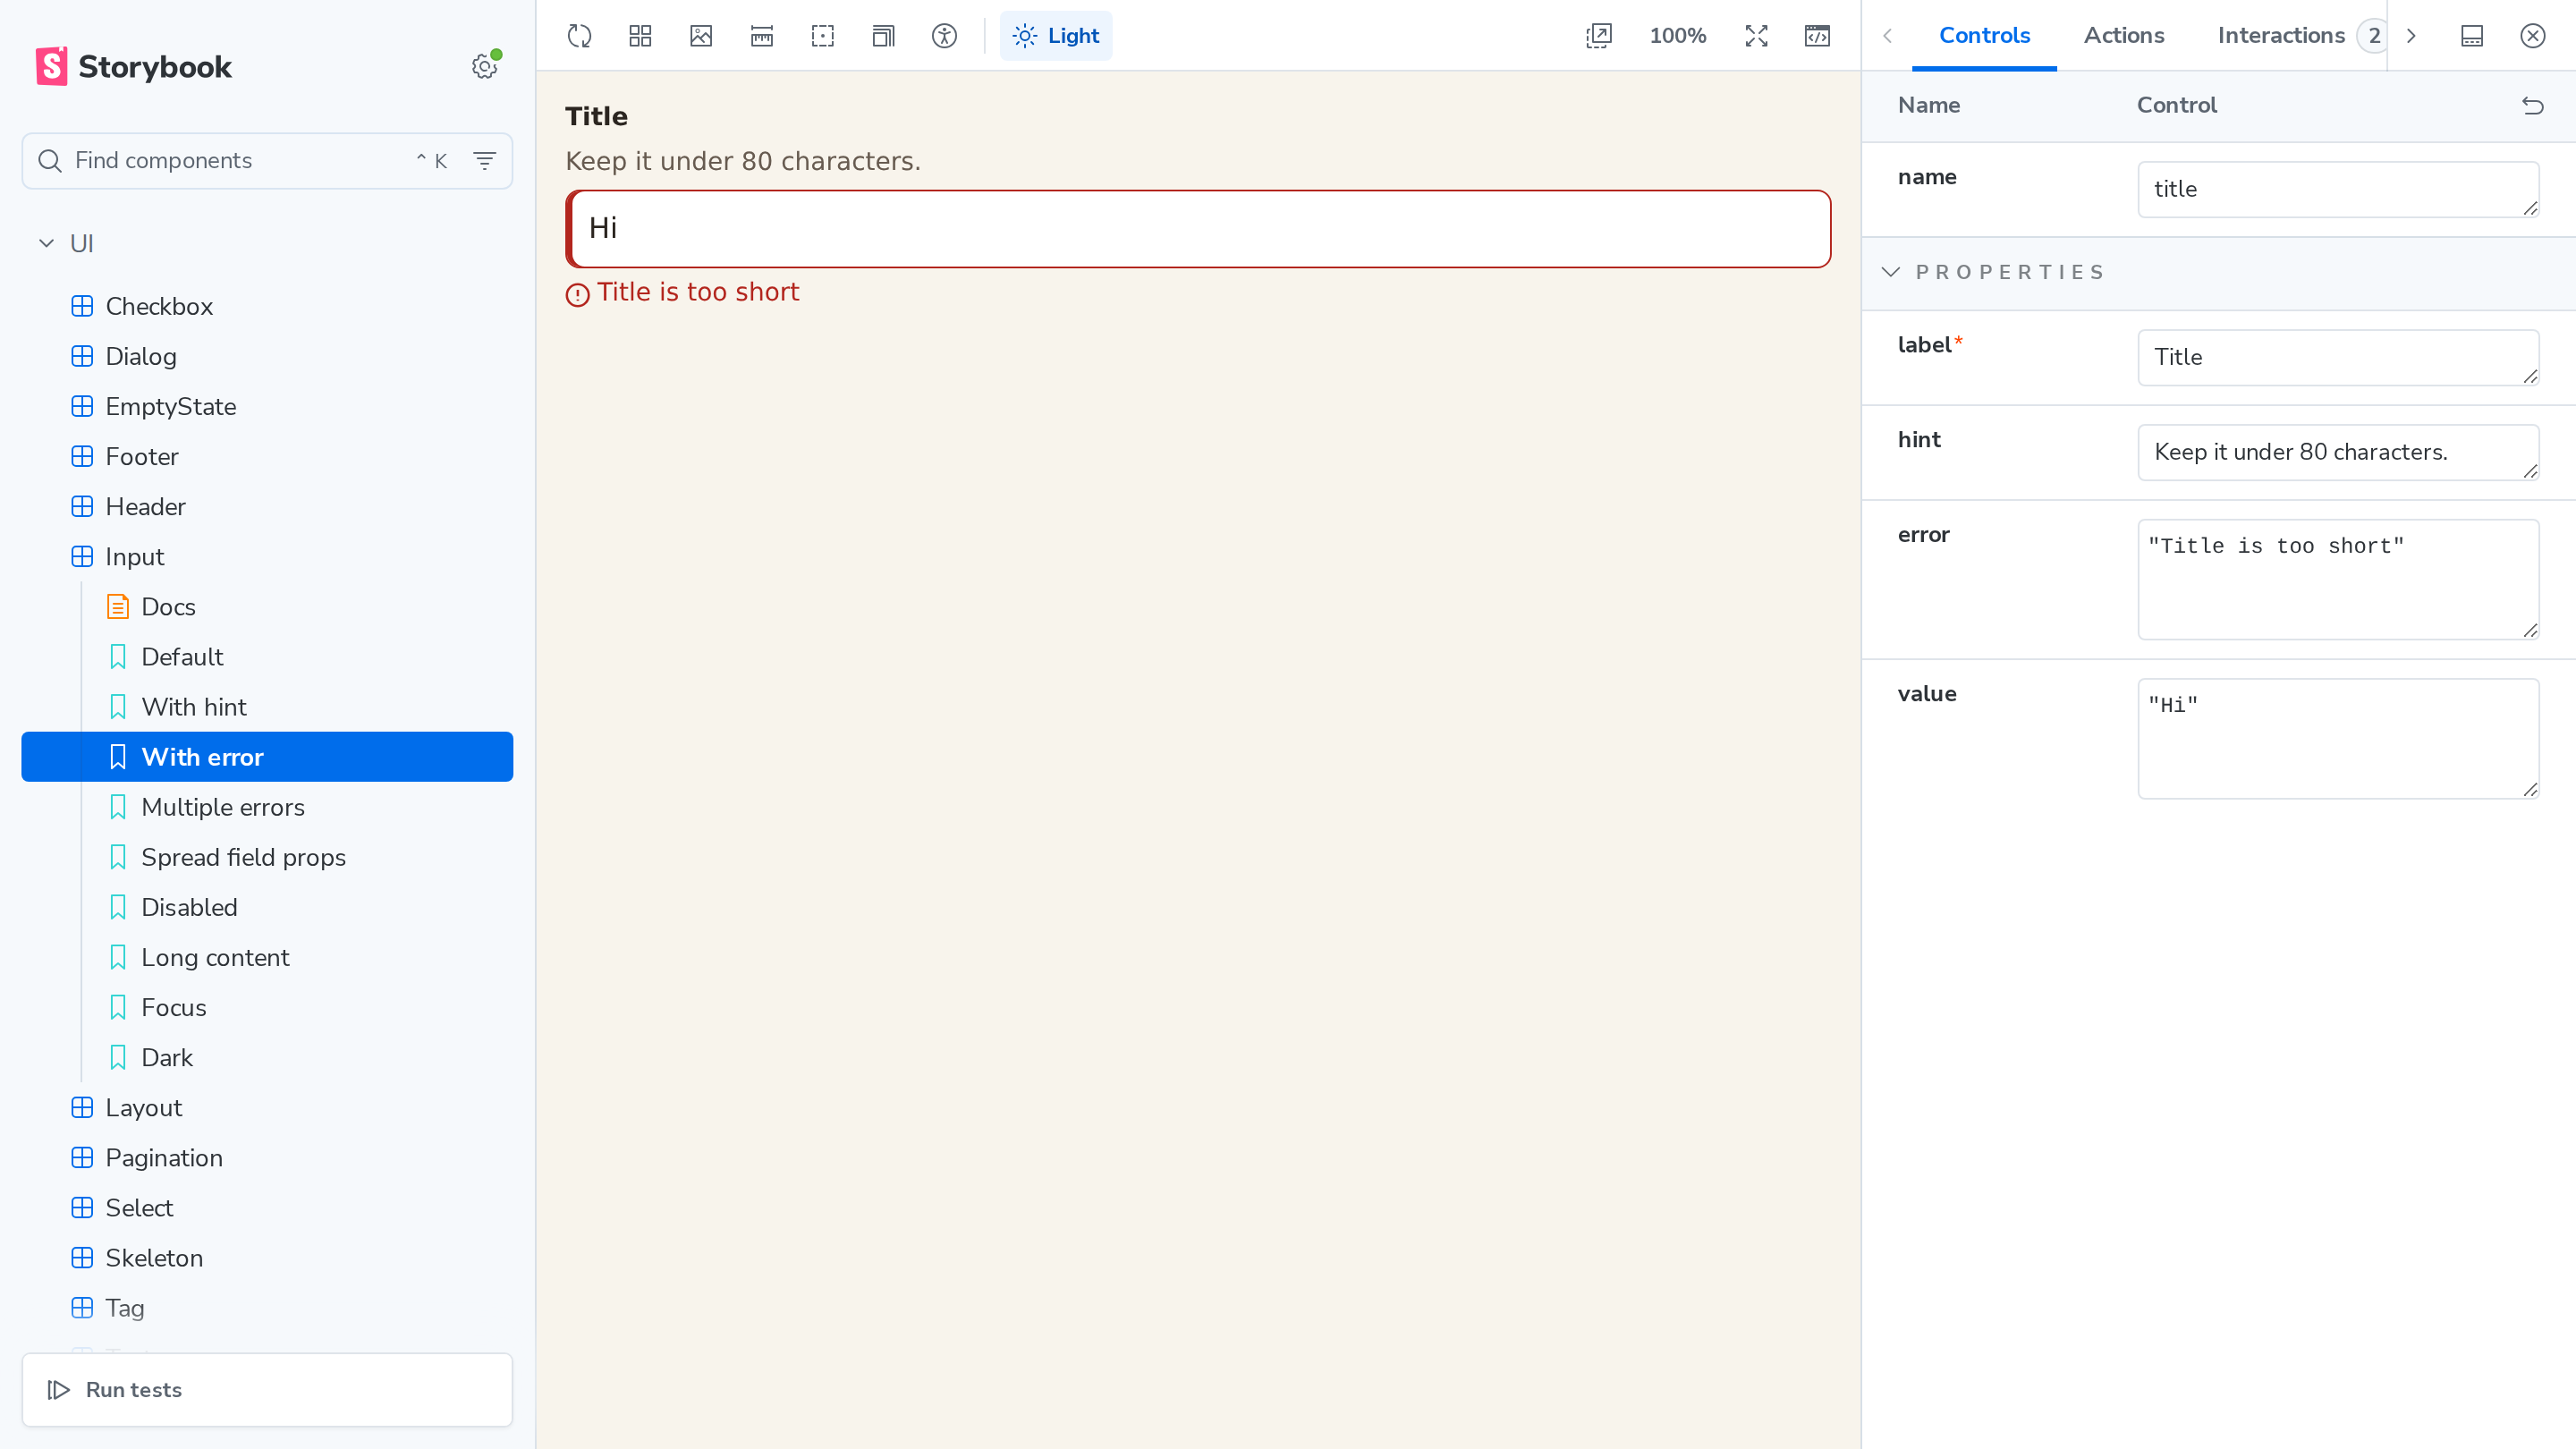 Storybook
Find components
⌃ K
UI
Checkbox
Dialog
EmptyState
Footer
Header
Input
Docs
Default
With hint
With error
Multiple errors
Spread field props
Disabled
Long content
Focus
Dark
Layout
Pagination
Select
Skeleton
Tag
Run tests
Light
100%
Title
Keep it under 80 characters.
Hi
Title is too short
Controls
Actions
Interactions 2
Name
Control
name
title
PROPERTIES
label*
Title
hint
Keep it under 80 characters.
error
"Title is too short"
value
"Hi"